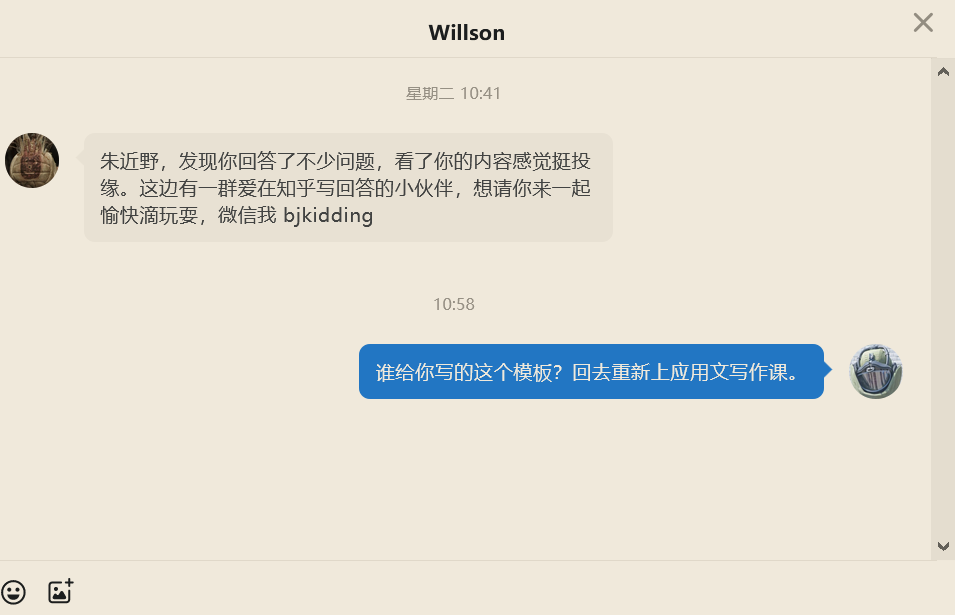 Willson
星期二 10:41
朱近野，发现你回答了不少问题，看了你的内容感觉挺投
缘。这边有一群爱在知乎写回答的小伙伴，想请你来一起
愉快滴玩耍，微信我 bjkidding
10:58
谁给你写的这个模板？回去重新上应用文写作课。